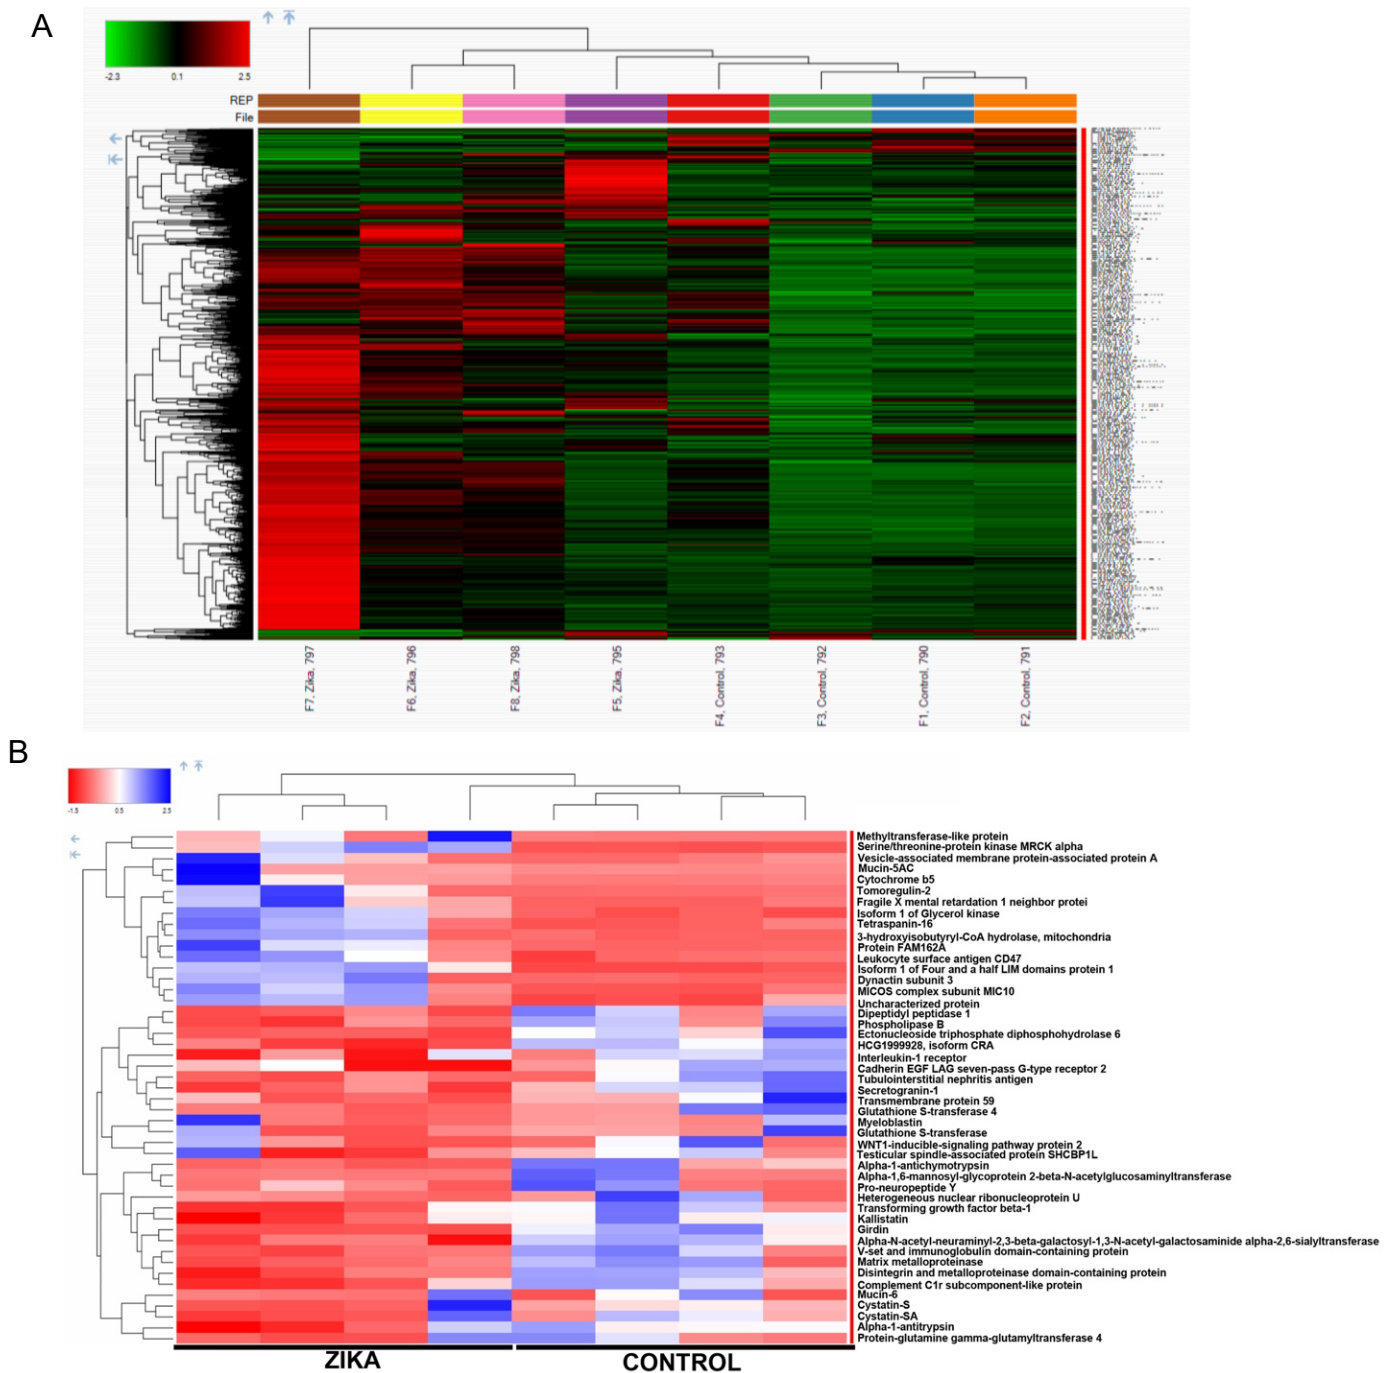 A
-2.3 0.1 2.5
REP
File
F7, Zika, 797
F6, Zika, 796
F8, Zika, 798
F5, Zika, 795
F4, Control, 793
F3, Control, 792
F1, Control, 790
F2, Control, 791
B
-1.5 0.5 2.5
Methyltransferase-like protein
Serine/threonine-protein kinase MRCK alpha
Vesicle-associated membrane protein-associated protein A
Mucin-5AC
Cytochrome b5
Tomoregulin-2
Fragile X mental retardation 1 neighbor protei
Isoform 1 of Glycerol kinase
Tetraspanin-16
3-hydroxyisobutyryl-CoA hydrolase, mitochondria
Protein FAM162A
Leukocyte surface antigen CD47
Isoform 1 of Four and a half LIM domains protein 1
Dynactin subunit 3
MICOS complex subunit MIC10
Uncharacterized protein
Dipeptidyl peptidase 1
Phospholipase B
Ectonucleoside triphosphate diphosphohydrolase 6
HCG1999928, isoform CRA
Interleukin-1 receptor
Cadherin EGF LAG seven-pass G-type receptor 2
Tubulointerstitial nephritis antigen
Secretogranin-1
Transmembrane protein 59
Glutathione S-transferase 4
Myeloblastin
Glutathione S-transferase
WNT1-inducible-signaling pathway protein 2
Testicular spindle-associated protein SHCBP1L
Alpha-1-antichymotrypsin
Alpha-1,6-mannosyl-glycoprotein 2-beta-N-acetylglucosaminyltransferase
Pro-neuropeptide Y
Heterogeneous nuclear ribonucleoprotein U
Transforming growth factor beta-1
Kallistatin
Girdin
Alpha-N-acetyl-neuraminyl-2,3-beta-galactosyl-1,3-N-acetyl-galactosaminide alpha-2,6-sialyltransferase
V-set and immunoglobulin domain-containing protein
Matrix metalloproteinase
Disintegrin and metalloproteinase domain-containing protein
Complement C1r subcomponent-like protein
Mucin-6
Cystatin-S
Cystatin-SA
Alpha-1-antitrypsin
Protein-glutamine gamma-glutamyltransferase 4
ZIKA CONTROL